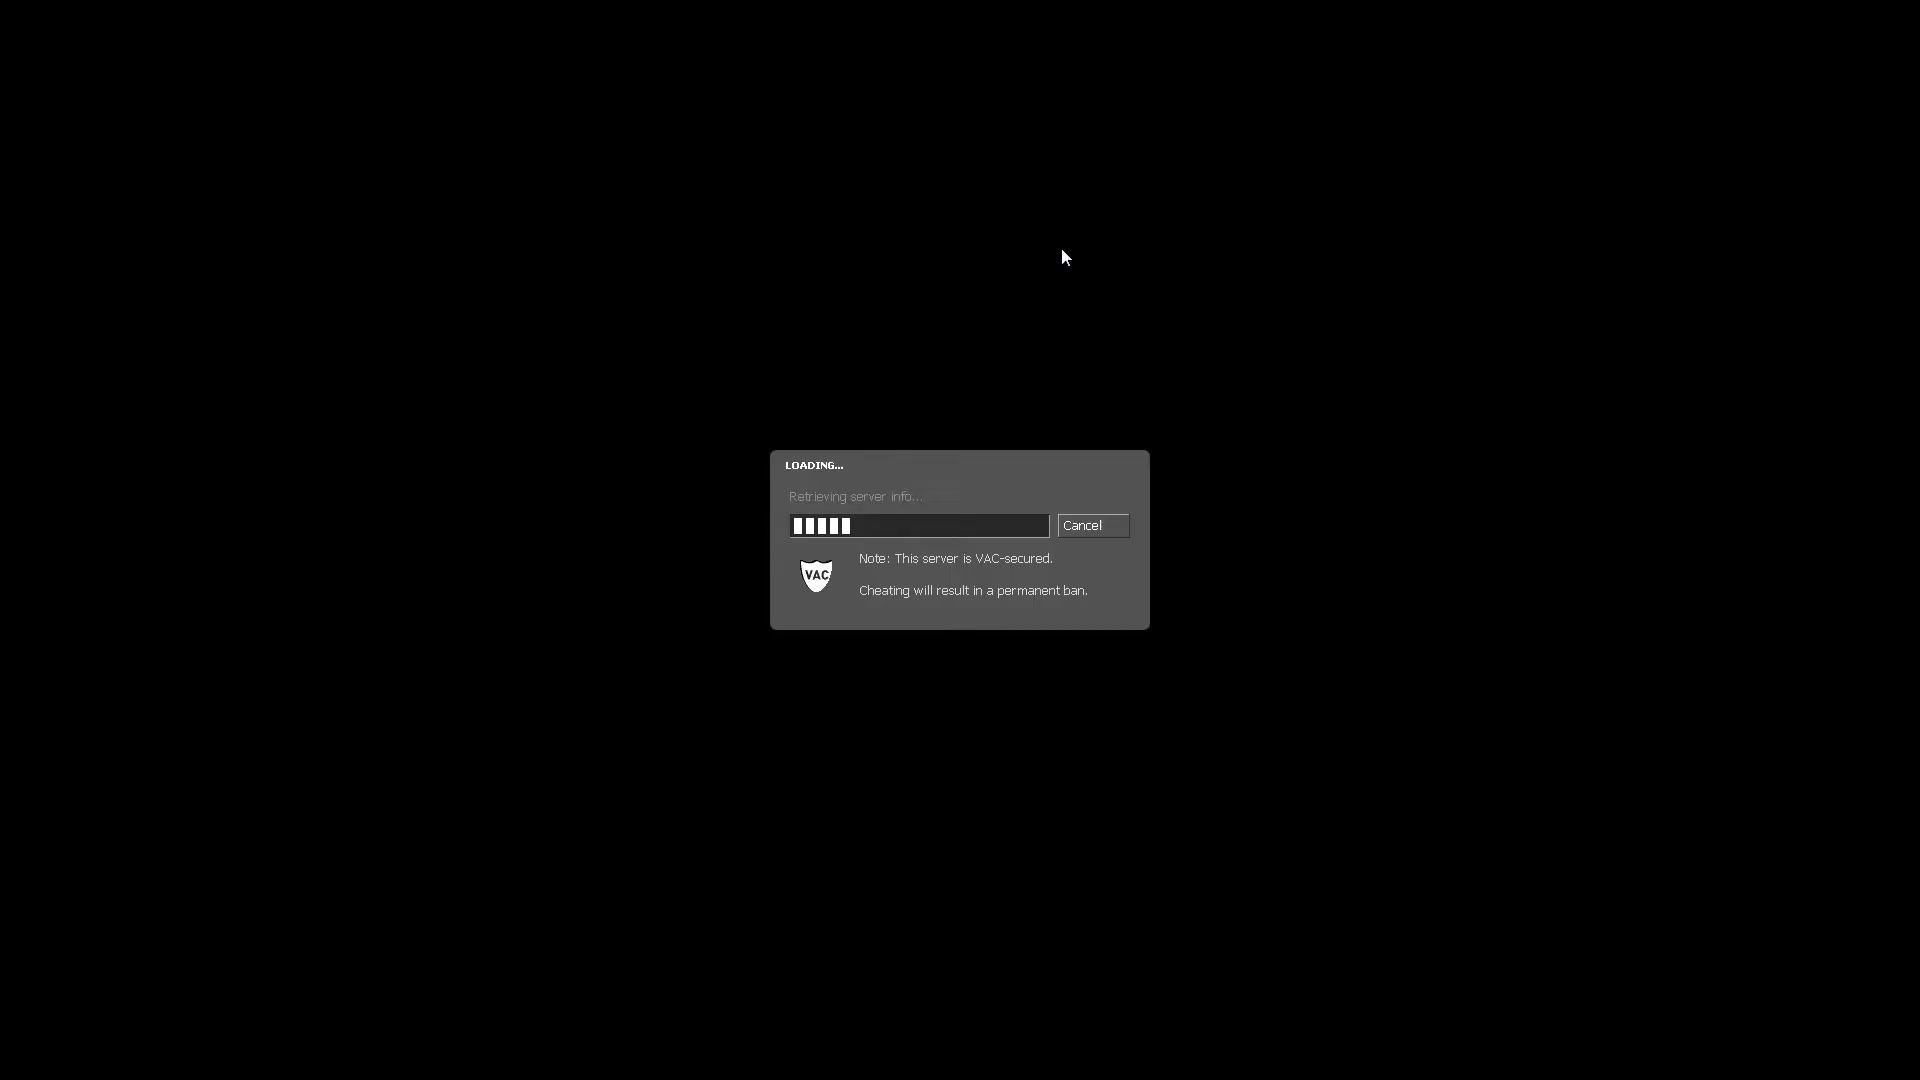 LOADING...
Retrieving server info...
Cancel
Note: This server is VAC-secured.
VAC
Cheating will result in a permanent ban.